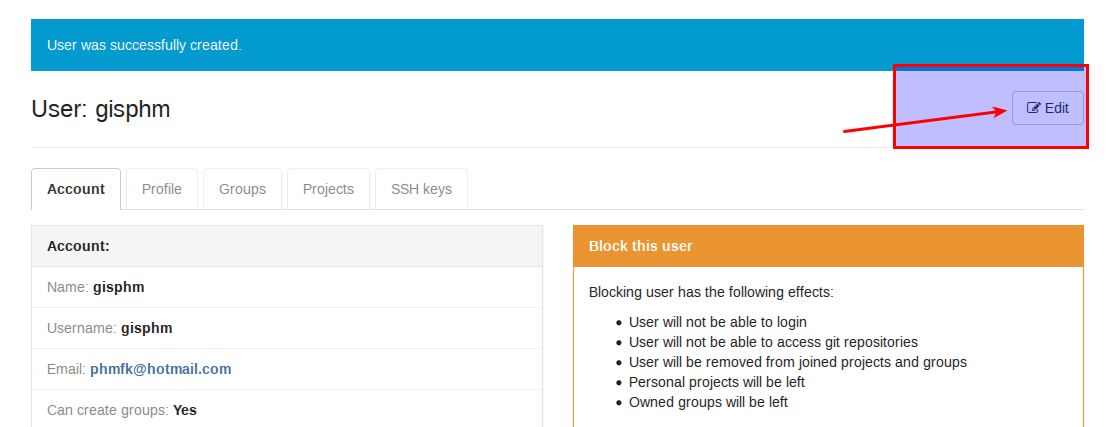 User was successfully created.
User: gisphm
Edit
Account Profile Groups Projects SSH keys
Account:
Name: gisphm
Username: gisphm
Email: phmfk@hotmail.com
Can create groups: Yes
Block this user
Blocking user has the following effects:
User will not be able to login
User will not be able to access git repositories
User will be removed from joined projects and groups
Personal projects will be left
Owned groups will be left